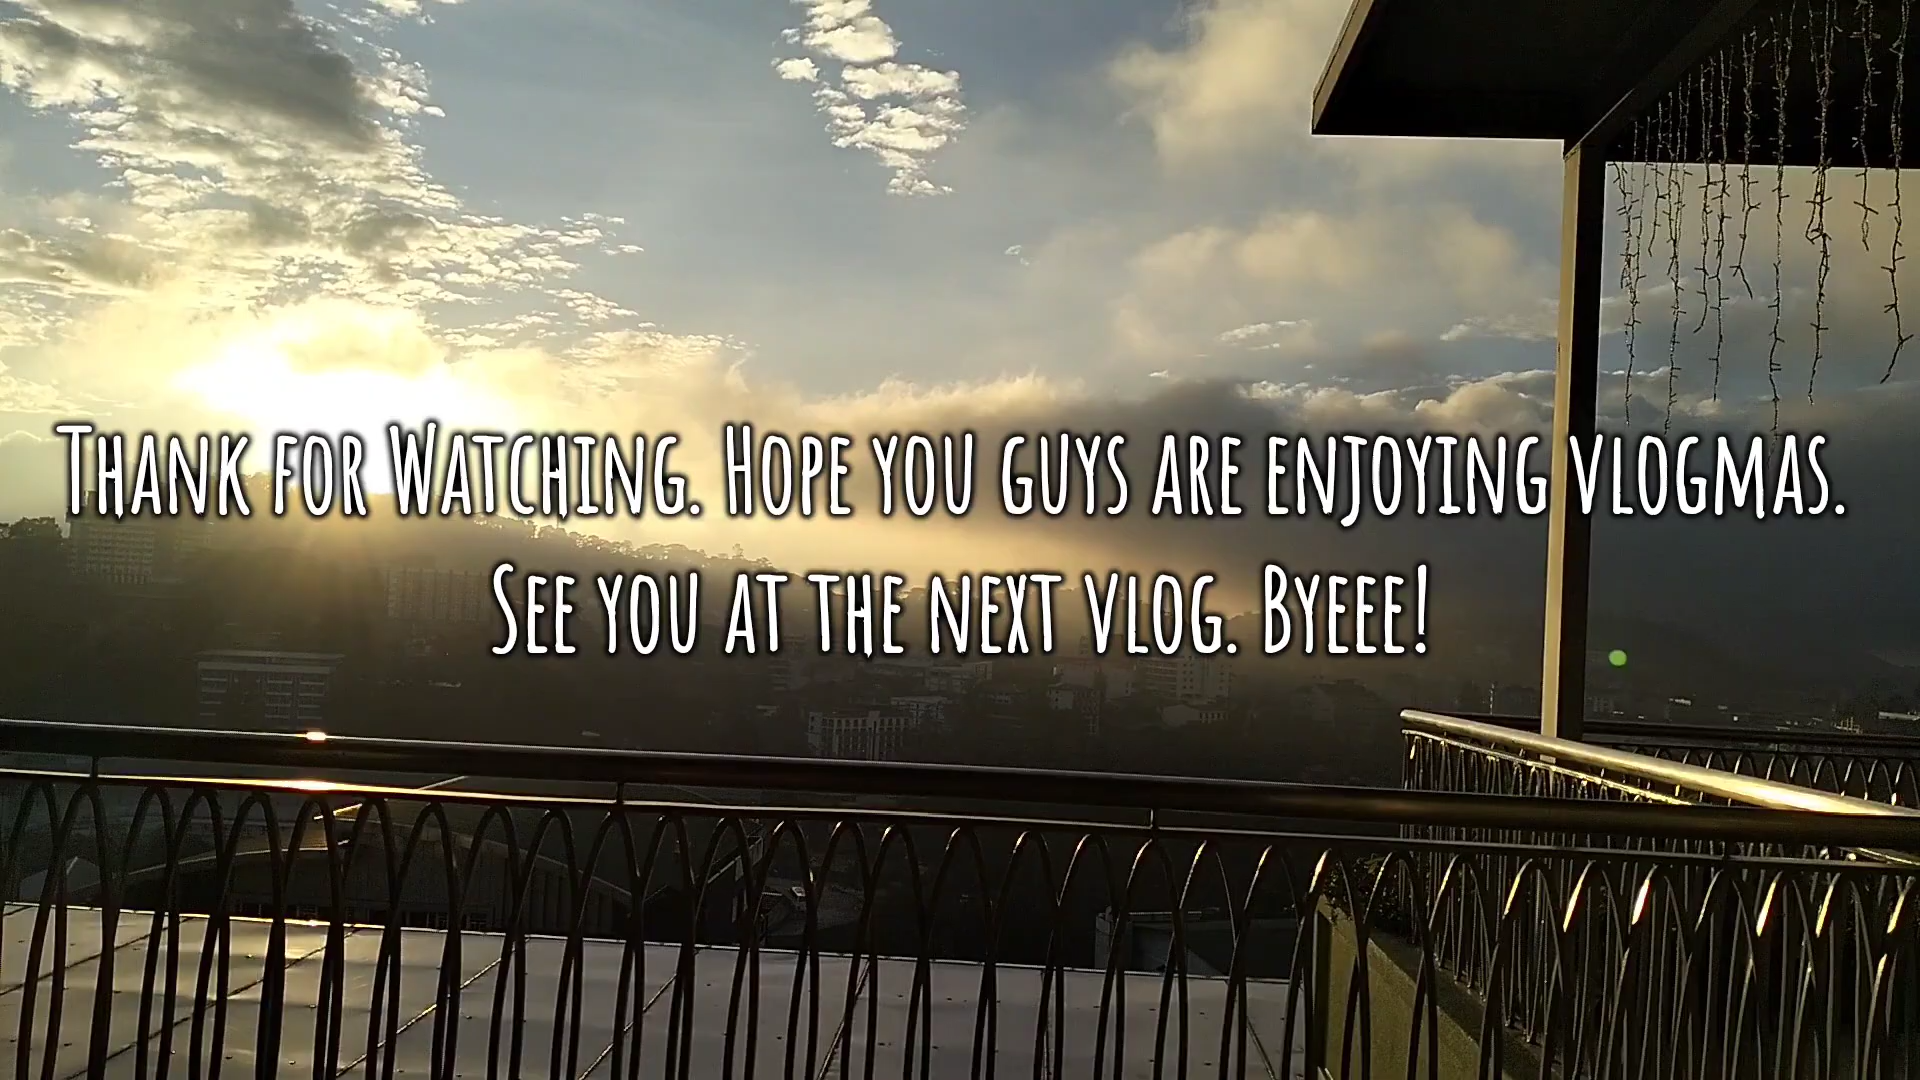 Thank for Watching. Hope you guys are enjoying vlogmas.
See you at the next vlog. Byeee!